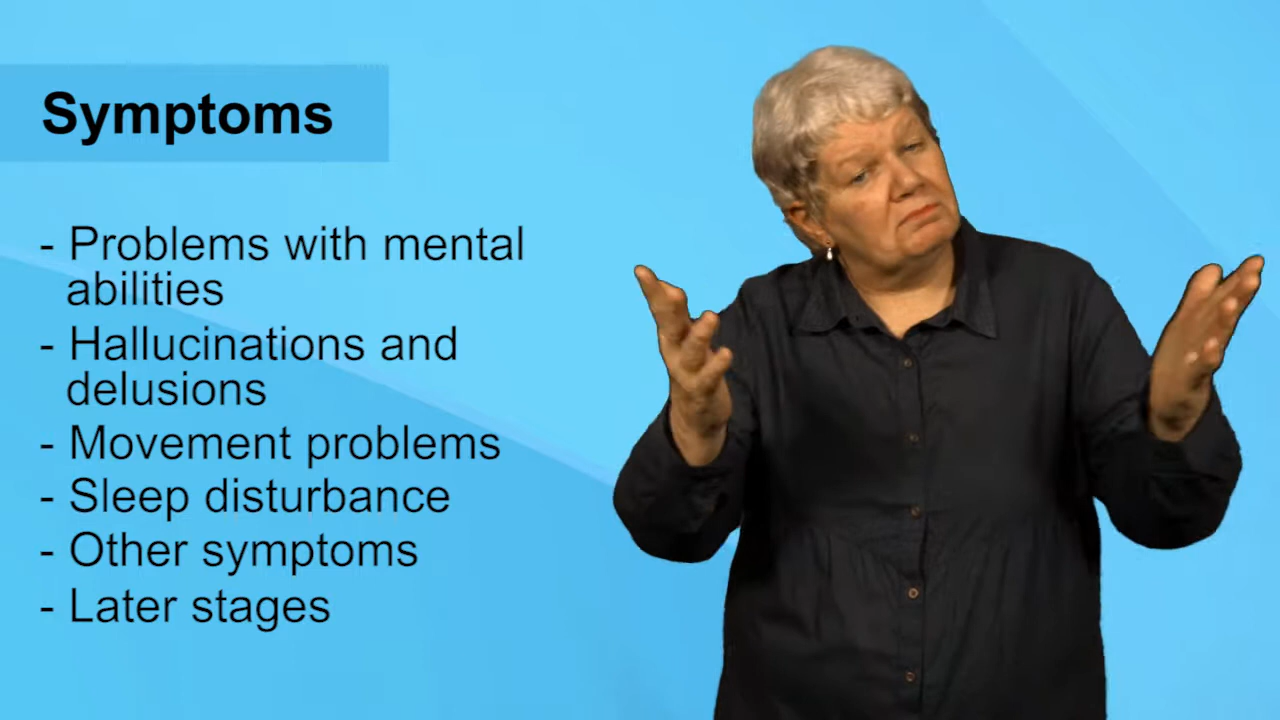 Symptoms
- Problems with mental
abilities
- Hallucinations and
delusions
- Movement problems
- Sleep disturbance
- Other symptoms
- Later stages